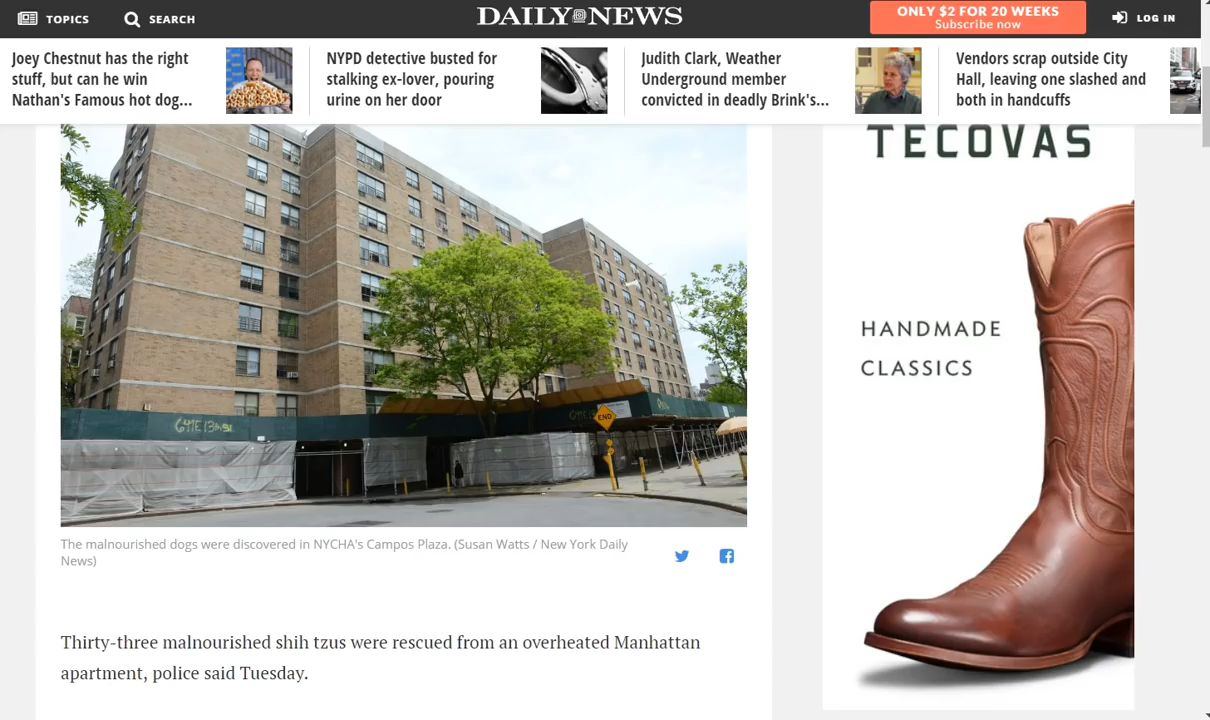 TOPICS
SEARCH
DAILY NEWS
ONLY $2 FOR 20 WEEKS
Subscribe now
LOG IN
Joey Chestnut has the right
stuff, but can he win
Nathan's Famous hot dog...
NYPD detective busted for
stalking ex-lover, pouring
urine on her door
Judith Clark, Weather
Underground member
convicted in deadly Brink's...
Vendors scrap outside City
Hall, leaving one slashed and
both in handcuffs
TECOVAS
HANDMADE
CLASSICS
END
The malnourished dogs were discovered in NYCHA's Campos Plaza. (Susan Watts / New York Daily
News)
Thirty-three malnourished shih tzus were rescued from an overheated Manhattan
apartment, police said Tuesday.